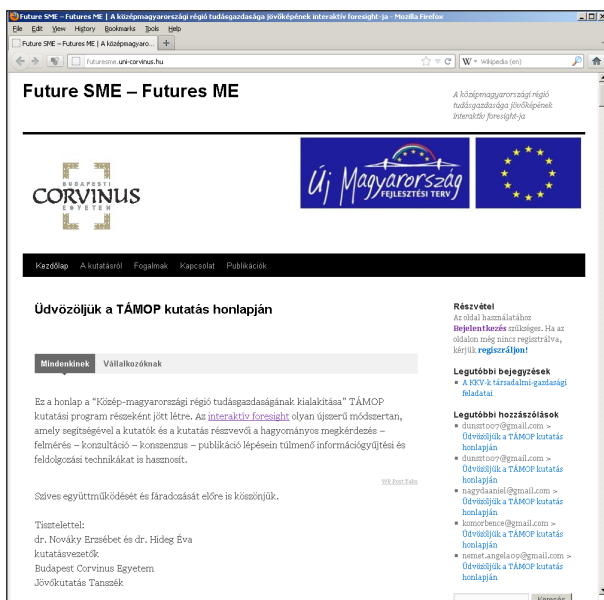 Future SME – Futures ME | A középmagyarországi régió tudásgazdasága jövőképének interaktív foresight-ja - Mozilla Firefox
File Edit View History Bookmarks Tools Help
Future SME – Futures ME | A középmagyaro...
futuresme.uni-corvinus.hu
W Wikipedia (en)
Future SME – Futures ME
A középmagyarországi régió
tudásgazdasága jövőképének
interaktív foresight-ja
BUDAPESTI
CORVINUS
EGYETEM
Új Magyarország
FEJLESZTÉSI TERV
Kezdőlap A kutatásról Fogalmak Kapcsolat Publikációk
Üdvözöljük a TÁMOP kutatás honlapján
Mindenkinek Vállalkozóknak
Ez a honlap a “Közép-magyarországi régió tudásgazdaságának kialakítása” TÁMOP
kutatási program részeként jött létre. Az interaktív foresight olyan újszerű módszertan,
amely segítségével a kutatók és a kutatás részvevői a hagyományos megkérdezés –
felmérés – konzultáció – konszenzus – publikáció lépésein túlmenő információgyűjtési és
feldolgozási technikákat is hasznosít.
WP Post Tabs
Szíves együttműködését és fáradozását előre is köszönjük.
Tisztelettel:
dr. Nováky Erzsébet és dr. Hideg Éva
kutatásvezetők
Budapest Corvinus Egyetem
Jövőkutatás Tanszék
Részvétel
Az oldal használatához
Bejelentkezés szükséges. Ha az
oldalon még nincs regisztrálva,
kérjük regiszráljon!
Legutóbbi bejegyzések
A KKV-k társadalmi-gazdasági
feladatai
Legutóbbi hozzászólások
dunszt007@gmail.com >
Üdvözöljük a TÁMOP kutatás
honlapján
dunszt007@gmail.com >
Üdvözöljük a TÁMOP kutatás
honlapján
nagydaaniel@gmail.com >
Üdvözöljük a TÁMOP kutatás
honlapján
komorbence@gmail.com >
Üdvözöljük a TÁMOP kutatás
honlapján
nemet.angela09@gmail.com >
Üdvözöljük a TÁMOP kutatás
honlapján
Keresés